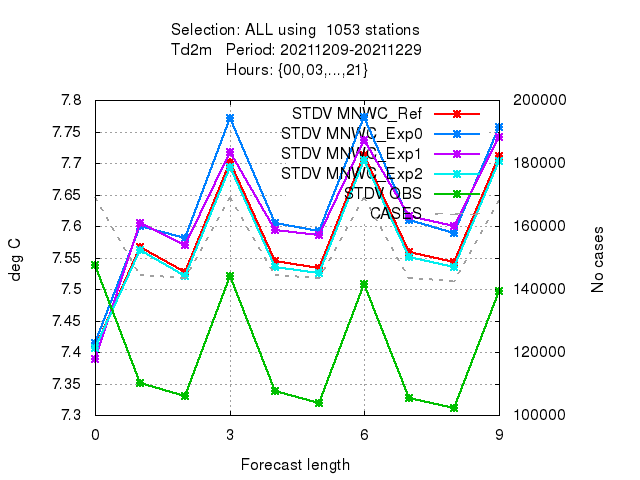 Selection: ALL using  1053 stations
Td2m   Period: 20211209-20211229
Hours: {00,03,...,21}
7.8
7.75
7.7
7.65
7.6
7.55
7.5
7.45
7.4
7.35
7.3
200000
180000
160000
140000
120000
100000
STDV MNWC_Ref
STDV MNWC_Exp0
STDV MNWC_Exp1
STDV MNWC_Exp2
STDV OBS
CASES
deg C
No cases
0 3 6 9
Forecast length